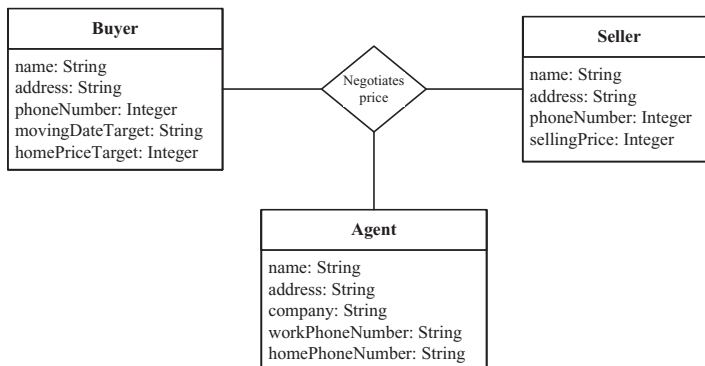 Buyer
name: String
address: String
phoneNumber: Integer
movingDateTarget: String
homePriceTarget: Integer
Negotiates
price
Seller
name: String
address: String
phoneNumber: Integer
sellingPrice: Integer
Agent
name: String
address: String
company: String
workPhoneNumber: String
homePhoneNumber: String